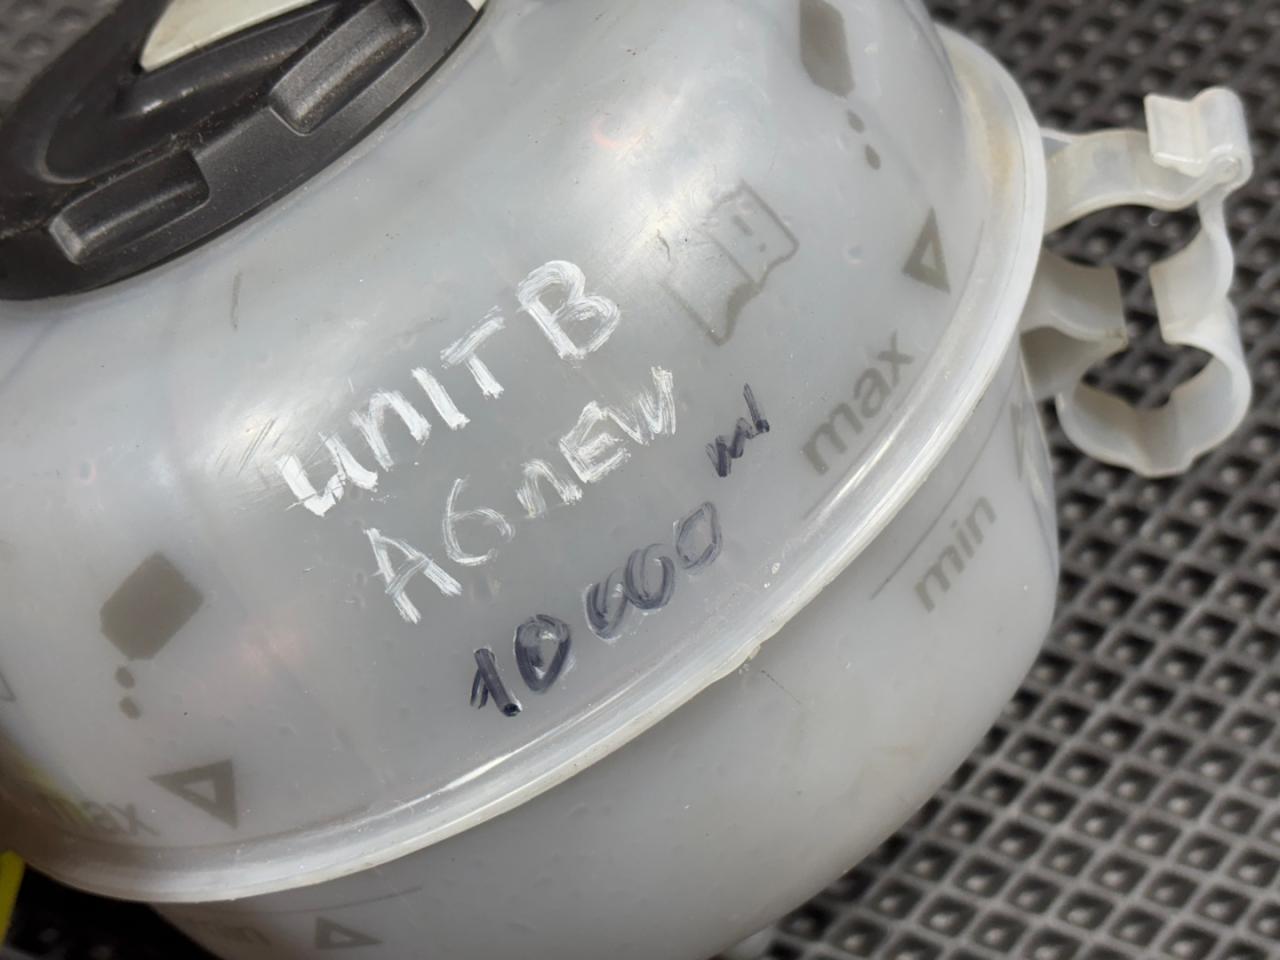 UNIT B
A6 NEW
10 000 ml
max
min
max